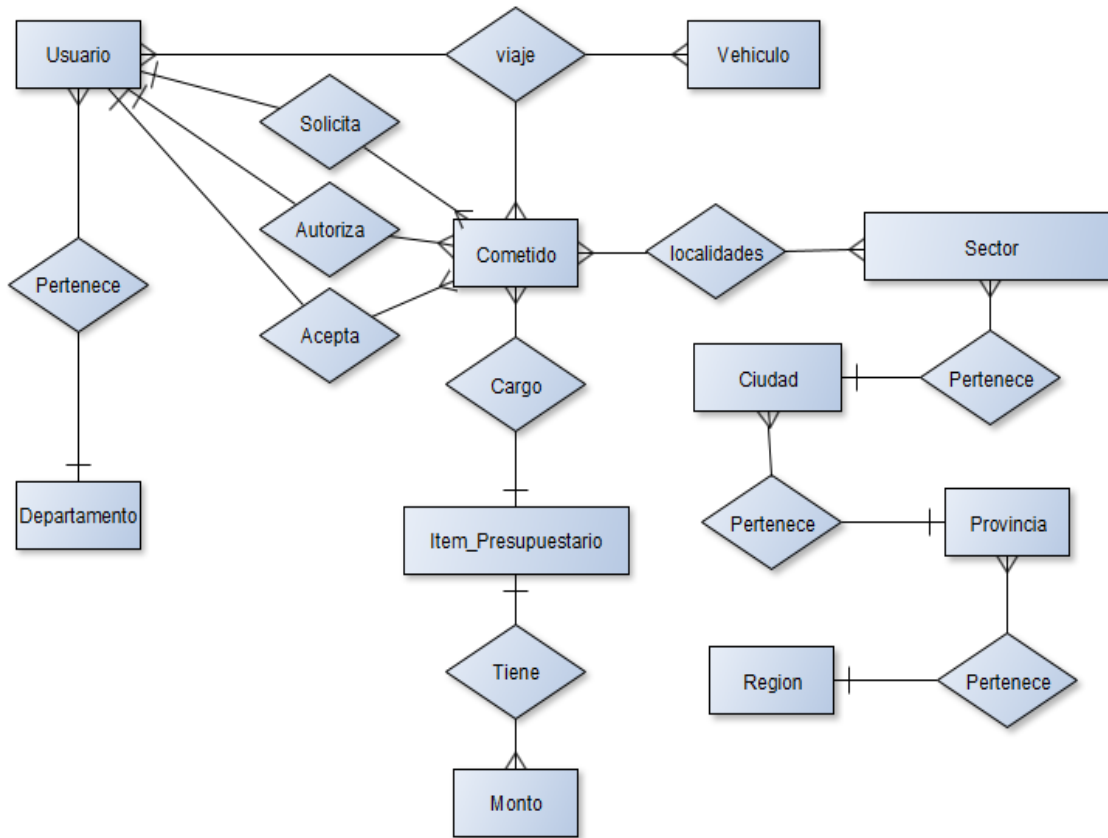 Usuario
viaje
Vehiculo
Solicita
Autoriza
Cometido
localidades
Sector
Pertenece
Acepta
Ciudad
Pertenece
Cargo
Departamento
Item_Presupuestario
Pertenece
Provincia
Tiene
Region
Pertenece
Monto